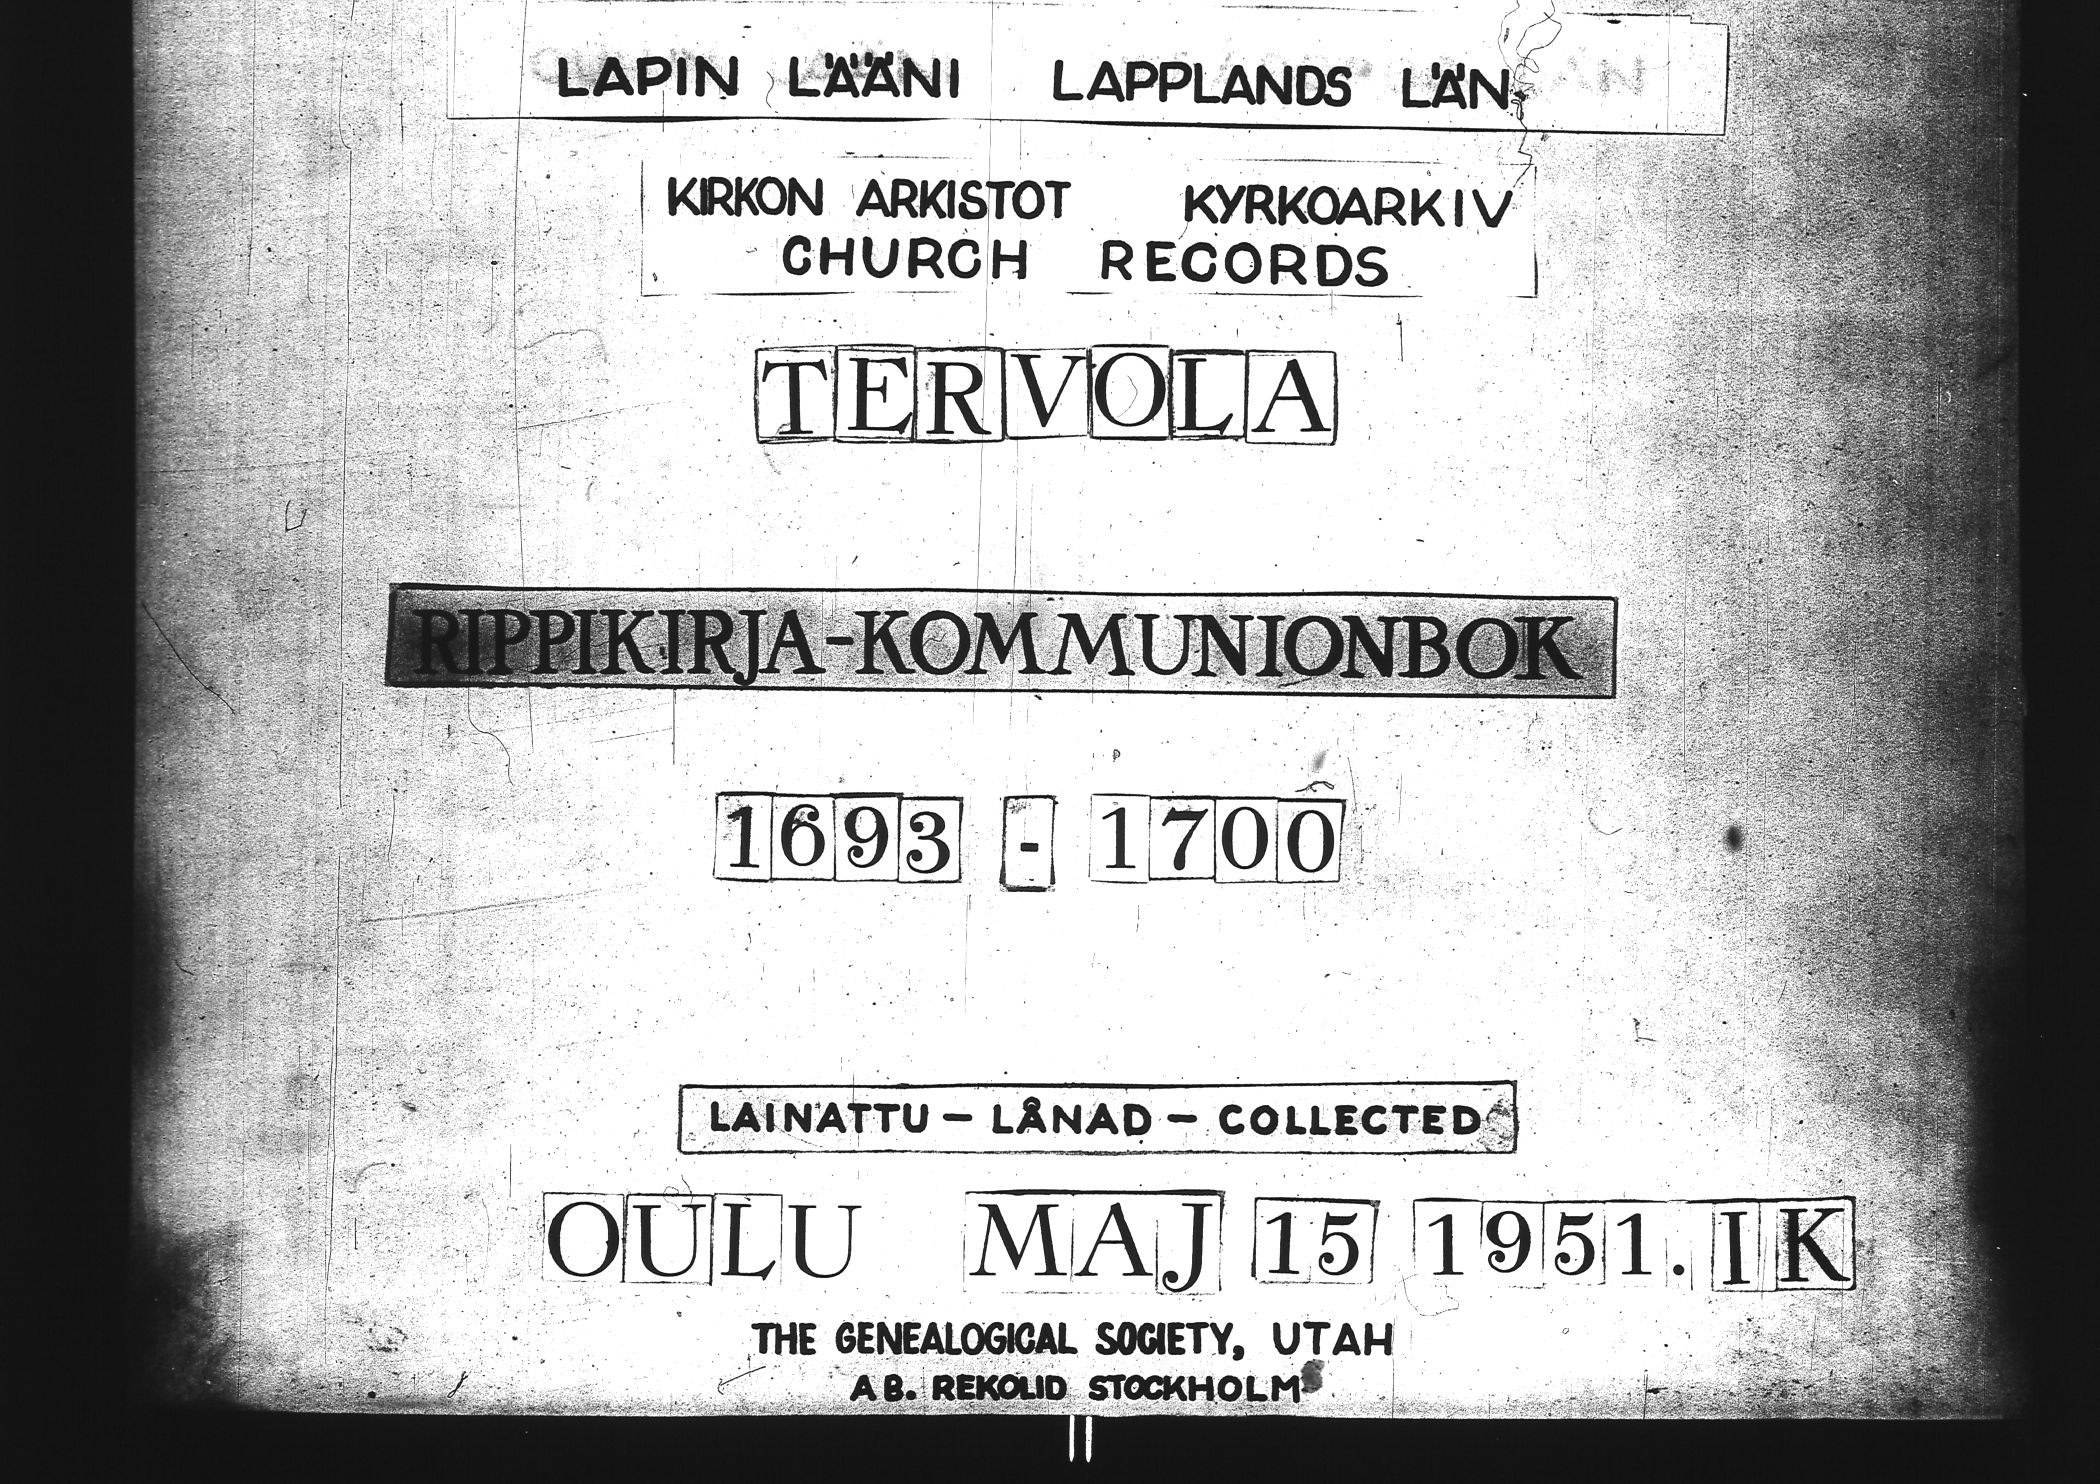 LAPIN LÄÄNI LAPPLANDS LÄN
KIRKON ARKISTOT KYRKOARKIV
CHURCH RECORDS
TERVOLA
RIPPIKIRJA-KOMMUNIONBOK
1693 - 1700
LAINATTU - LÅNAD - COLLECTED
OULU MAJ 15 1951. IK
THE GENEALOGICAL SOCIETY, UTAH
AB. REKOLID STOCKHOLM